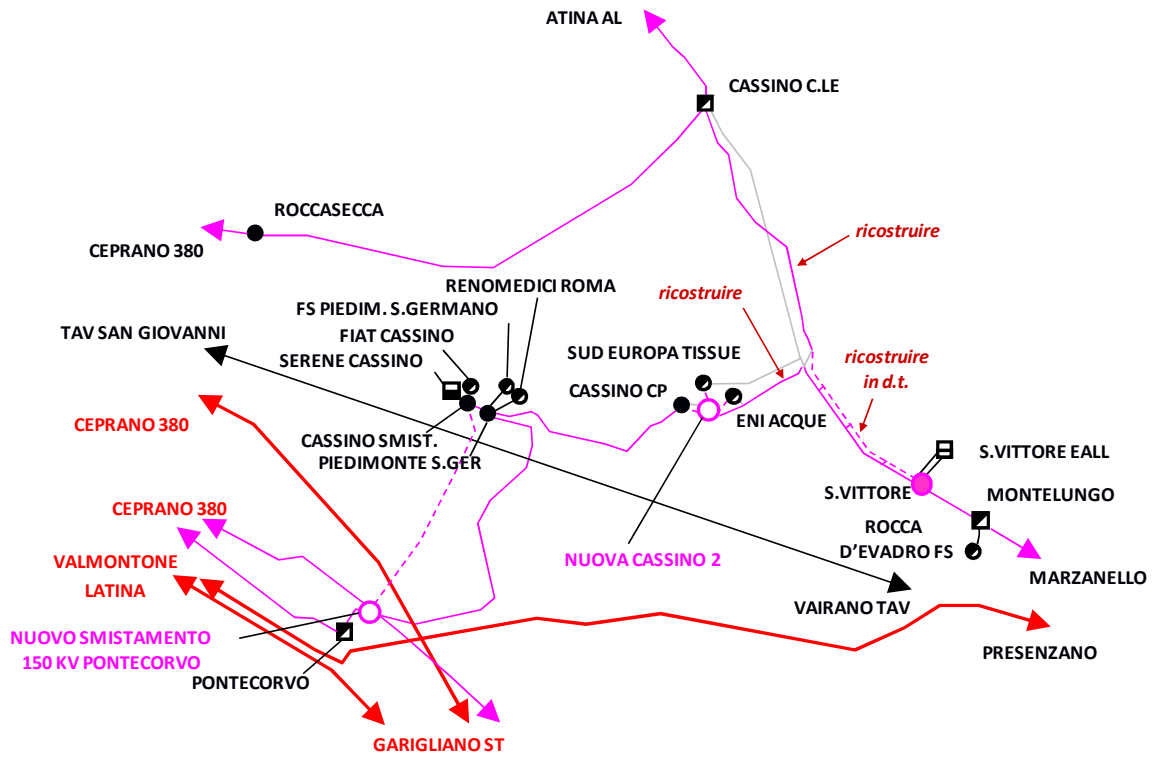 ATINA AL
CASSINO C.LE
ROCCASECCA
CEPRANO 380
ricostruire
RENOMEDICI ROMA
ricostruire
FS PIEDIM. S.GERMANO
TAV SAN GIOVANNI
FIAT CASSINO
SUD EUROPA TISSUE
SERENE CASSINO
ricostruire
in d.t.
CASSINO CP
CEPRANO 380
ENI ACQUE
CASSINO SMIST.
PIEDIMONTE S.GER
S.VITTORE EALL
S.VITTORE
MONTELUNGO
CEPRANO 380
ROCCA
D’EVADRO FS
NUOVA CASSINO 2
VALMONTONE
LATINA
MARZANELLO
VAIRANO TAV
NUOVO SMISTAMENTO
150 KV PONTECORVO
PRESENZANO
PONTECORVO
GARIGLIANO ST